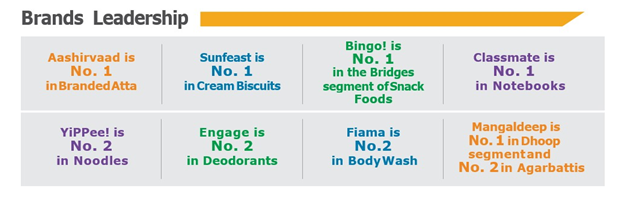 Brands Leadership
Aashirvaad is
No. 1
in Branded Atta
Sunfeast is
No. 1
in Cream Biscuits
Bingo! is
No. 1
in the Bridges
segment of Snack
Foods
Classmate is
No. 1
in Notebooks
YiPPee! is
No. 2
in Noodles
Engage is
No. 2
in Deodorants
Fiama is
No.2
in Body Wash
Mangaldeep is
No. 1 in Dhoop
segment and
No. 2 in Agarbattis